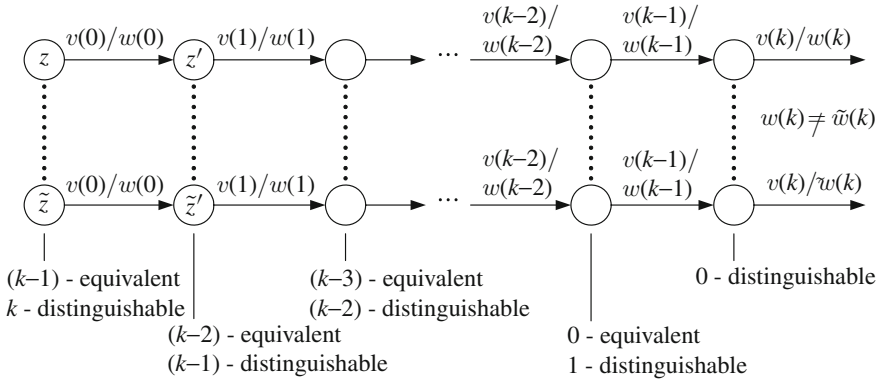 v(0)/w(0)
v(1)/w(1)
v(k−2)/
w(k−2)
v(k−1)/
w(k−1)
v(k)/w(k)
z
z′
...
w(k) ≠ w̃(k)
v(0)/w(0)
v(1)/w(1)
v(k−2)/
w(k−2)
v(k−1)/
w(k−1)
v(k)/w̃(k)
z̃
z̃′
...
(k−1) - equivalent
k - distinguishable
(k−2) - equivalent
(k−1) - distinguishable
(k−3) - equivalent
(k−2) - distinguishable
0 - equivalent
1 - distinguishable
0 - distinguishable